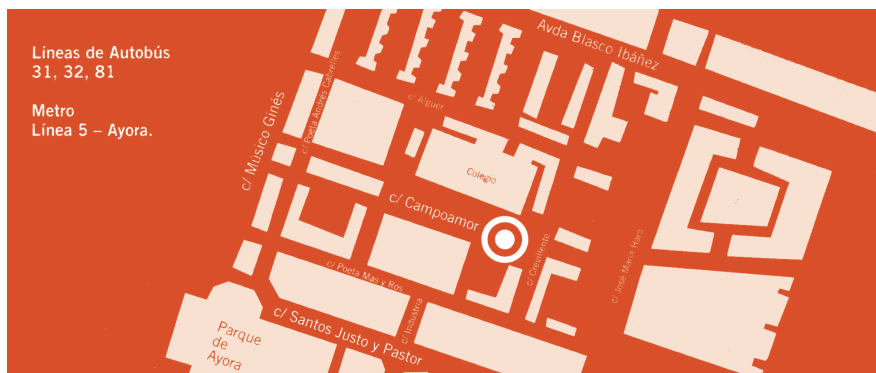 Líneas de Autobús
31, 32, 81
Metro
Línea 5 – Ayora.
Avda Blasco Ibáñez
c/ Poeta Andrés Cabrelles
c/ Alguer
c/ Músico Ginés
Colegio
c/ Campoamor
c/ Crevillente
c/ Poeta Mas y Ros
c/ José María Haro
c/ Industria
c/ Santos Justo y Pastor
Parque
de
Ayora